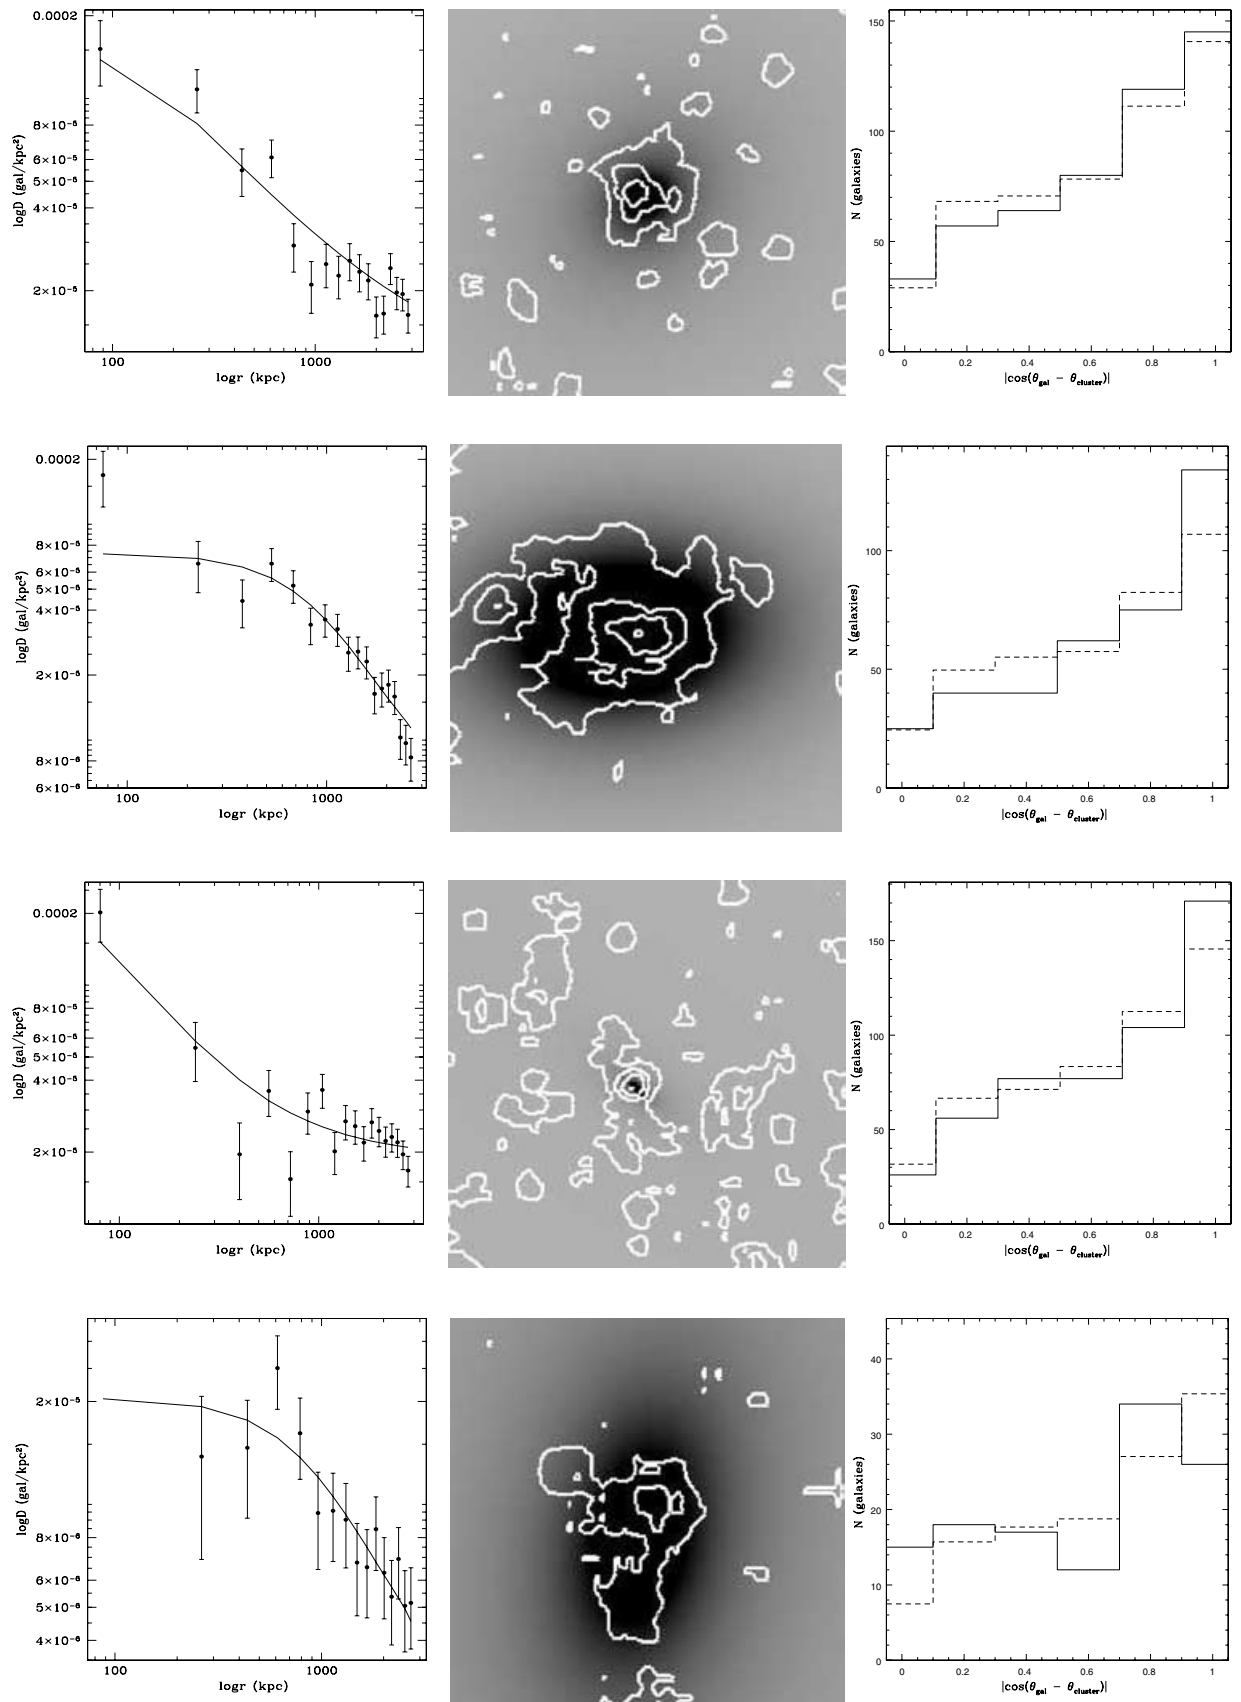 0.0002
8×10⁻⁵
6×10⁻⁵
5×10⁻⁵
4×10⁻⁵
2×10⁻⁵
logD (gal/kpc²)
100 1000
logr (kpc)
150
100
50
0
N (galaxies)
0 0.2 0.4 0.6 0.8 1
|cos(θgal − θcluster)|
0.0002
8×10⁻⁵
6×10⁻⁵
5×10⁻⁵
4×10⁻⁵
2×10⁻⁵
8×10⁻⁶
6×10⁻⁶
logD (gal/kpc²)
100 1000
logr (kpc)
100
50
0
N (galaxies)
0 0.2 0.4 0.6 0.8 1
|cos(θgal − θcluster)|
0.0002
8×10⁻⁵
6×10⁻⁵
5×10⁻⁵
4×10⁻⁵
2×10⁻⁵
logD (gal/kpc²)
100 1000
logr (kpc)
150
100
50
0
N (galaxies)
0 0.2 0.4 0.6 0.8 1
|cos(θgal − θcluster)|
2×10⁻⁵
8×10⁻⁶
6×10⁻⁶
5×10⁻⁶
4×10⁻⁶
logD (gal/kpc²)
100 1000
logr (kpc)
40
30
20
10
0
N (galaxies)
0 0.2 0.4 0.6 0.8 1
|cos(θgal − θcluster)|